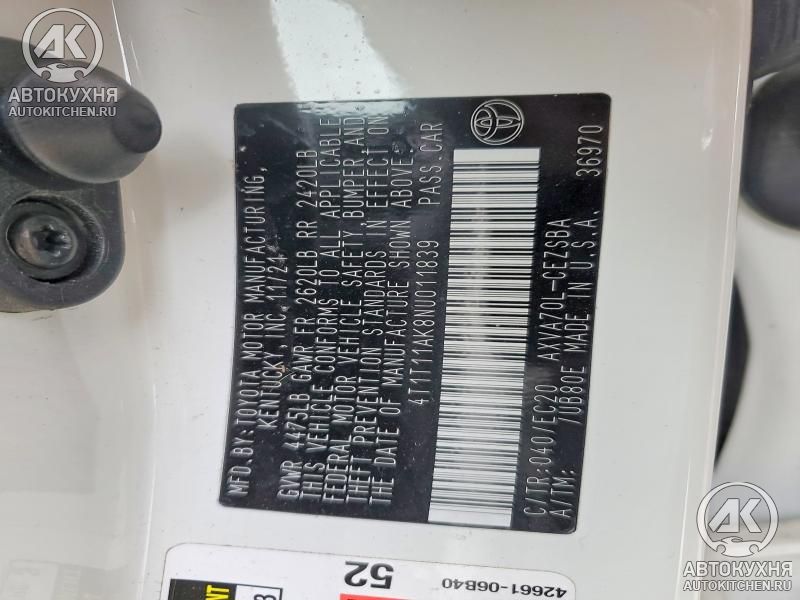 АК
АВТОКУХНЯ
AUTOKITCHEN.RU
MFD.BY: TOYOTA MOTOR MANUFACTURING,
KENTUCKY, INC. 11/24
GVWR 4475LB GAWR FR 2620LB RR 2420LB
THIS VEHICLE CONFORMS TO ALL APPLICABLE
FEDERAL MOTOR VEHICLE SAFETY, BUMPER AND
THEFT PREVENTION STANDARDS IN EFFECT ON
THE DATE OF MANUFACTURE SHOWN ABOVE.
4T1T11AK8NU011839 PASS.CAR
C/TR:040/EC20 AXVA70L-CEZSBA
A/TM: /UB80E MADE IN U.S.A. 36970
52
42661-06B40
АК
АВТОКУХНЯ
AUTOKITCHEN.RU